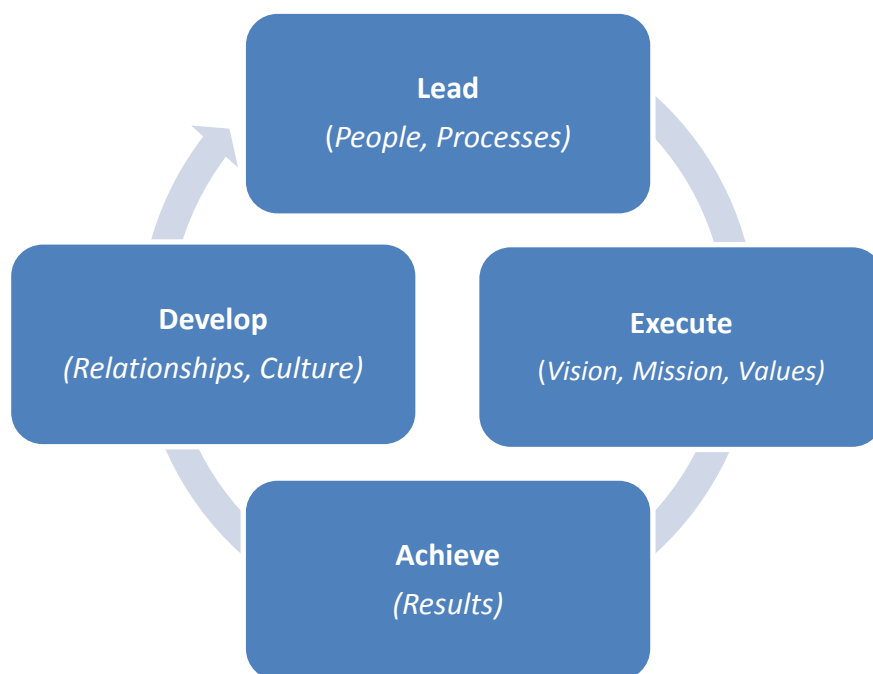 Lead
(People, Processes)
Develop
(Relationships, Culture)
Execute
(Vision, Mission, Values)
Achieve
(Results)